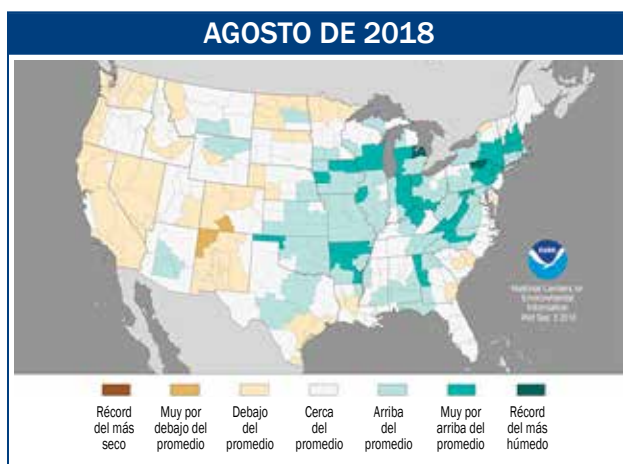 AGOSTO DE 2018
NOAA
National Centers for
Environmental
Information
Récord
del más
seco
Muy por
debajo del
promedio
Debajo
del
promedio
Cerca
del
promedio
Arriba
del
promedio
Muy por
arriba del
promedio
Récord
del más
húmedo